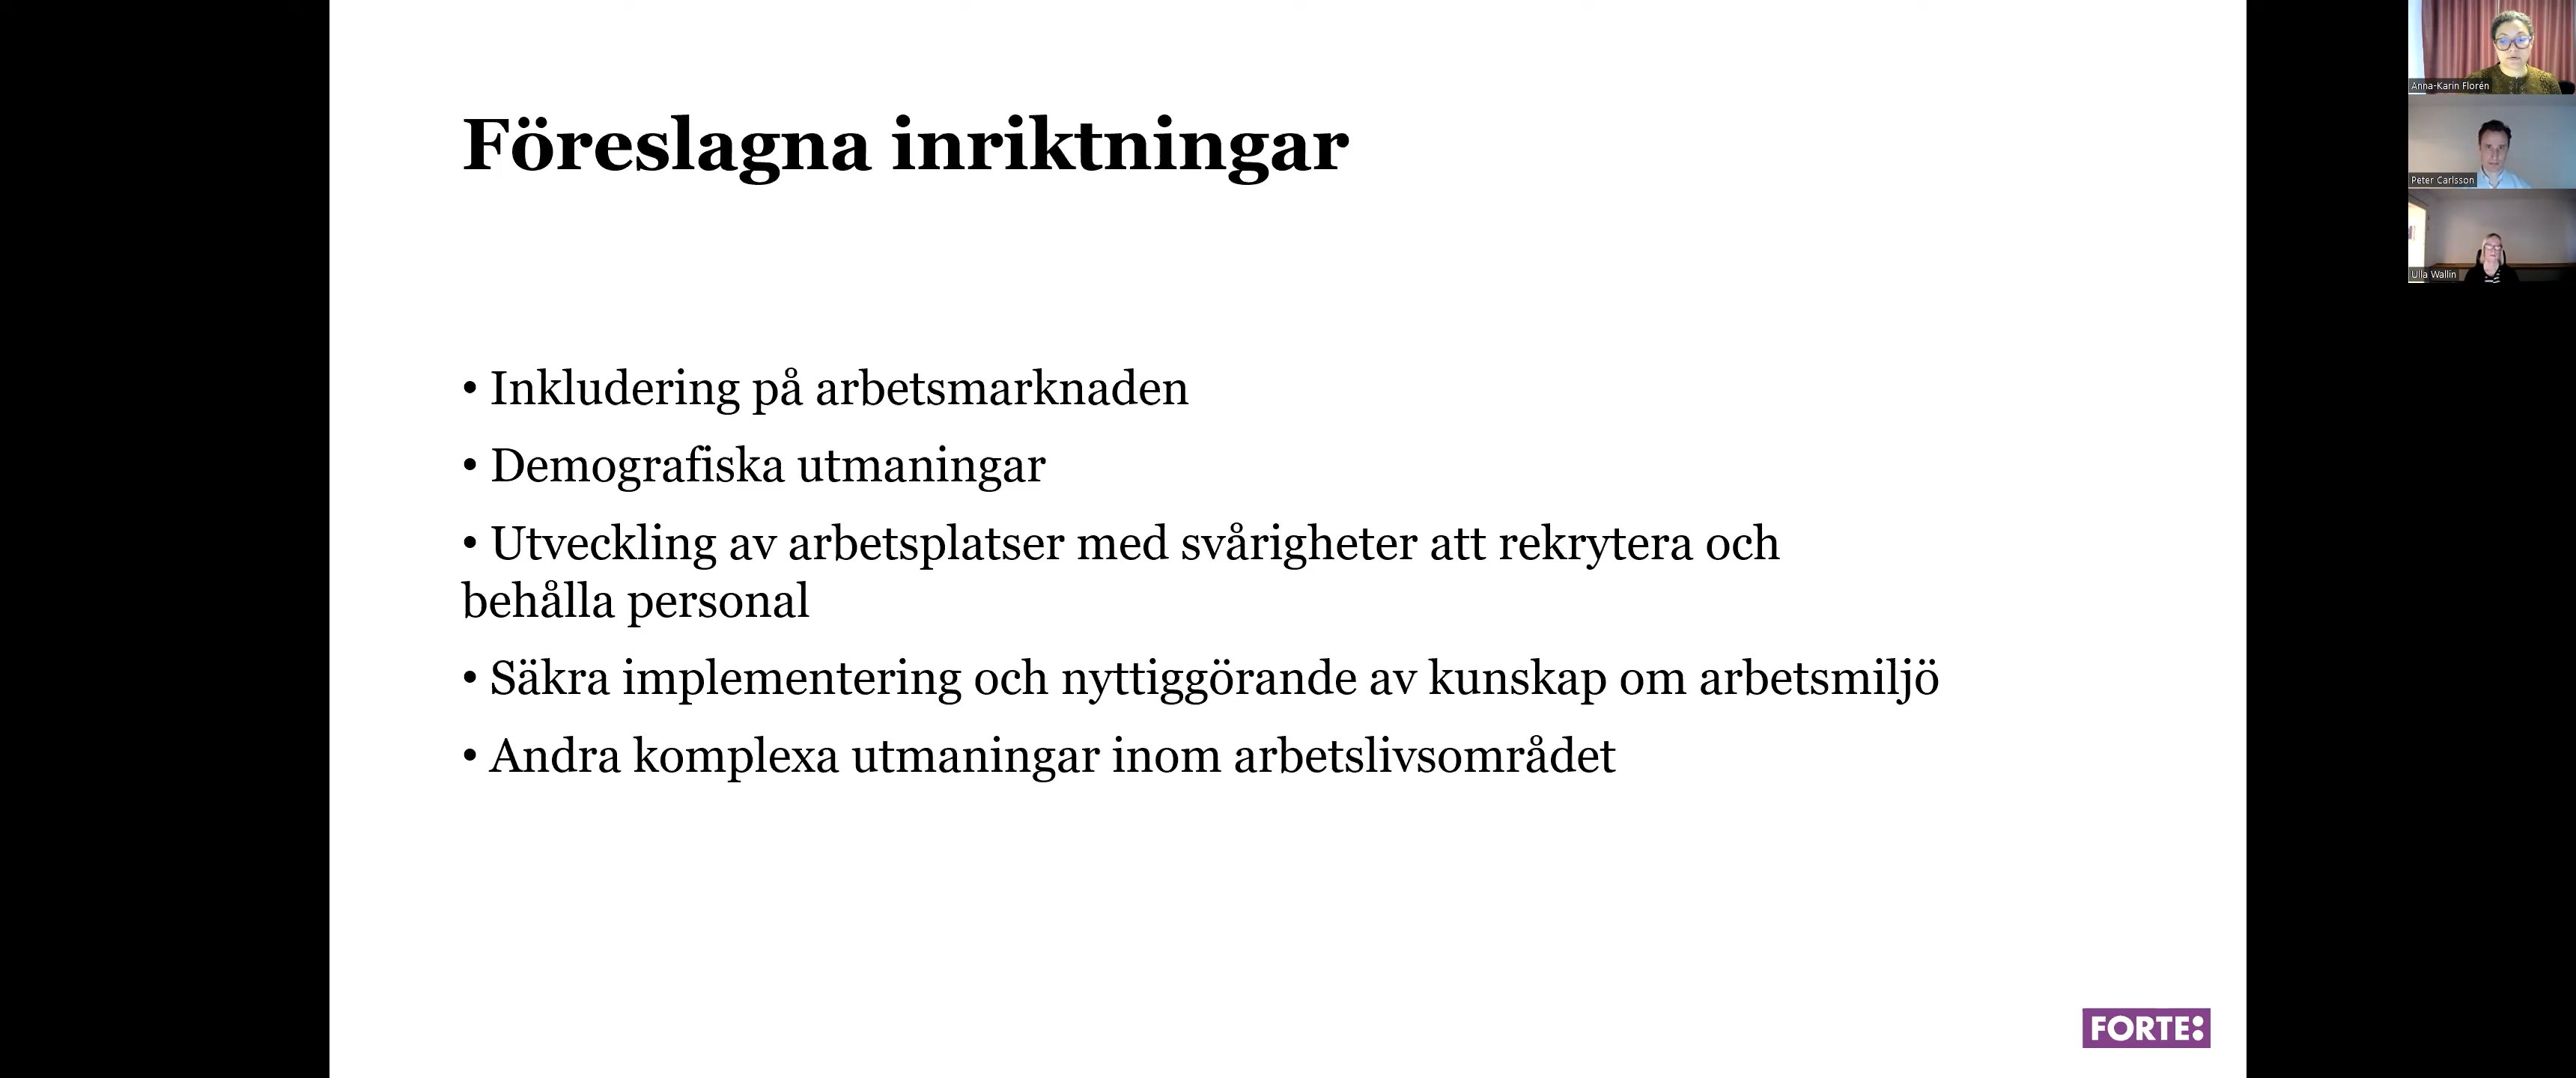 Föreslagna inriktningar
• Inkludering på arbetsmarknaden
• Demografiska utmaningar
• Utveckling av arbetsplatser med svårigheter att rekrytera och
behålla personal
• Säkra implementering och nyttiggörande av kunskap om arbetsmiljö
• Andra komplexa utmaningar inom arbetslivsområdet
FORTE:
Anna-Karin Florén
Peter Carlsson
Ulla Wallin